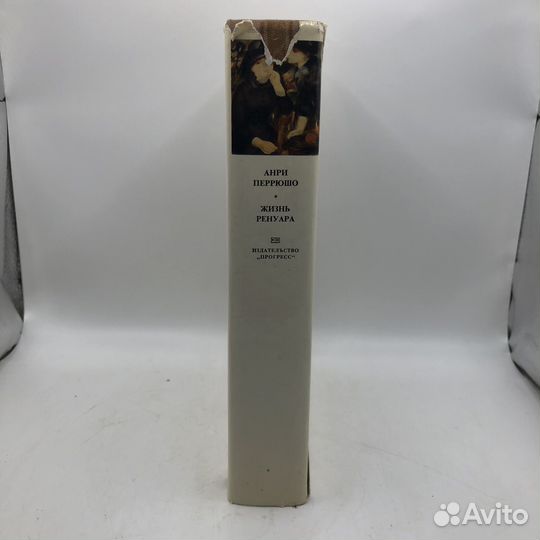 АНРИ
ПЕРРЮШО
ЖИЗНЬ
РЕНУАРА
ИЗДАТЕЛЬСТВО
„ПРОГРЕСС“
Avito